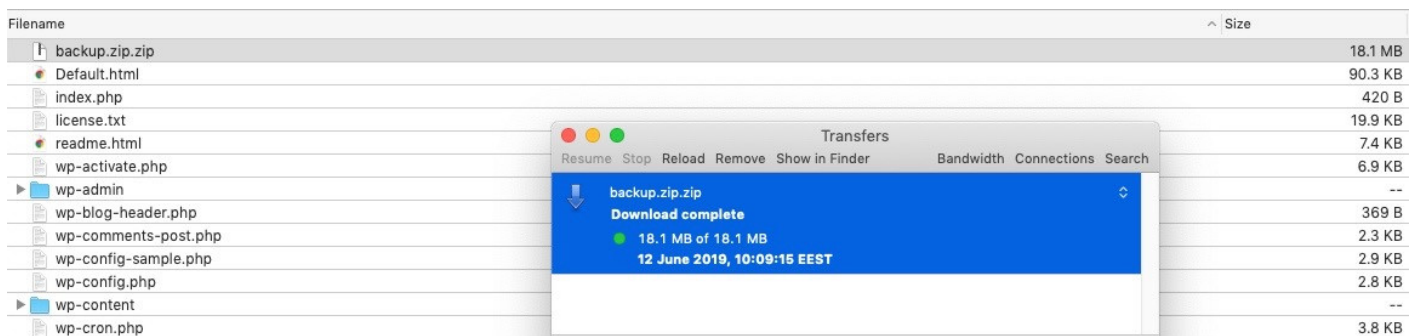 Filename Size
backup.zip.zip 18.1 MB
Default.html 90.3 KB
index.php 420 B
license.txt 19.9 KB
readme.html 7.4 KB
wp-activate.php 6.9 KB
wp-admin --
wp-blog-header.php 369 B
wp-comments-post.php 2.3 KB
wp-config-sample.php 2.9 KB
wp-config.php 2.8 KB
wp-content --
wp-cron.php 3.8 KB
Transfers
Resume Stop Reload Remove Show in Finder Bandwidth Connections Search
backup.zip.zip
Download complete
18.1 MB of 18.1 MB
12 June 2019, 10:09:15 EEST